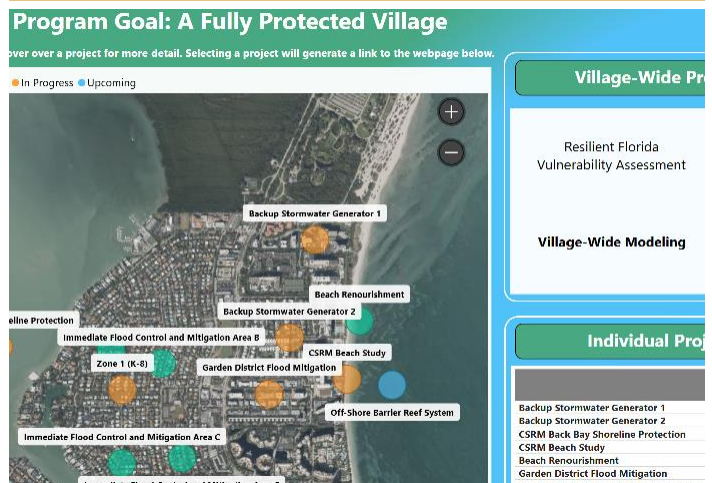 Program Goal: A Fully Protected Village
over over a project for more detail. Selecting a project will generate a link to the webpage below.
In Progress Upcoming
Village-Wide
Resilient Florida
Vulnerability Assessment
Village-Wide Modeling
Backup Stormwater Generator 1
Beach Renourishment
Backup Stormwater Generator 2
Protection
Immediate Flood Control and Mitigation Area B
CSRM Beach Study
Zone 1 (K-8)
Garden District Flood Mitigation
Off-Shore Barrier Reef System
Immediate Flood Control and Mitigation Area C
Individual
Backup Stormwater Generator 1
Backup Stormwater Generator 2
CSRM Back Bay Shoreline Protection
CSRM Beach Study
Beach Renourishment
Garden District Flood Mitigation